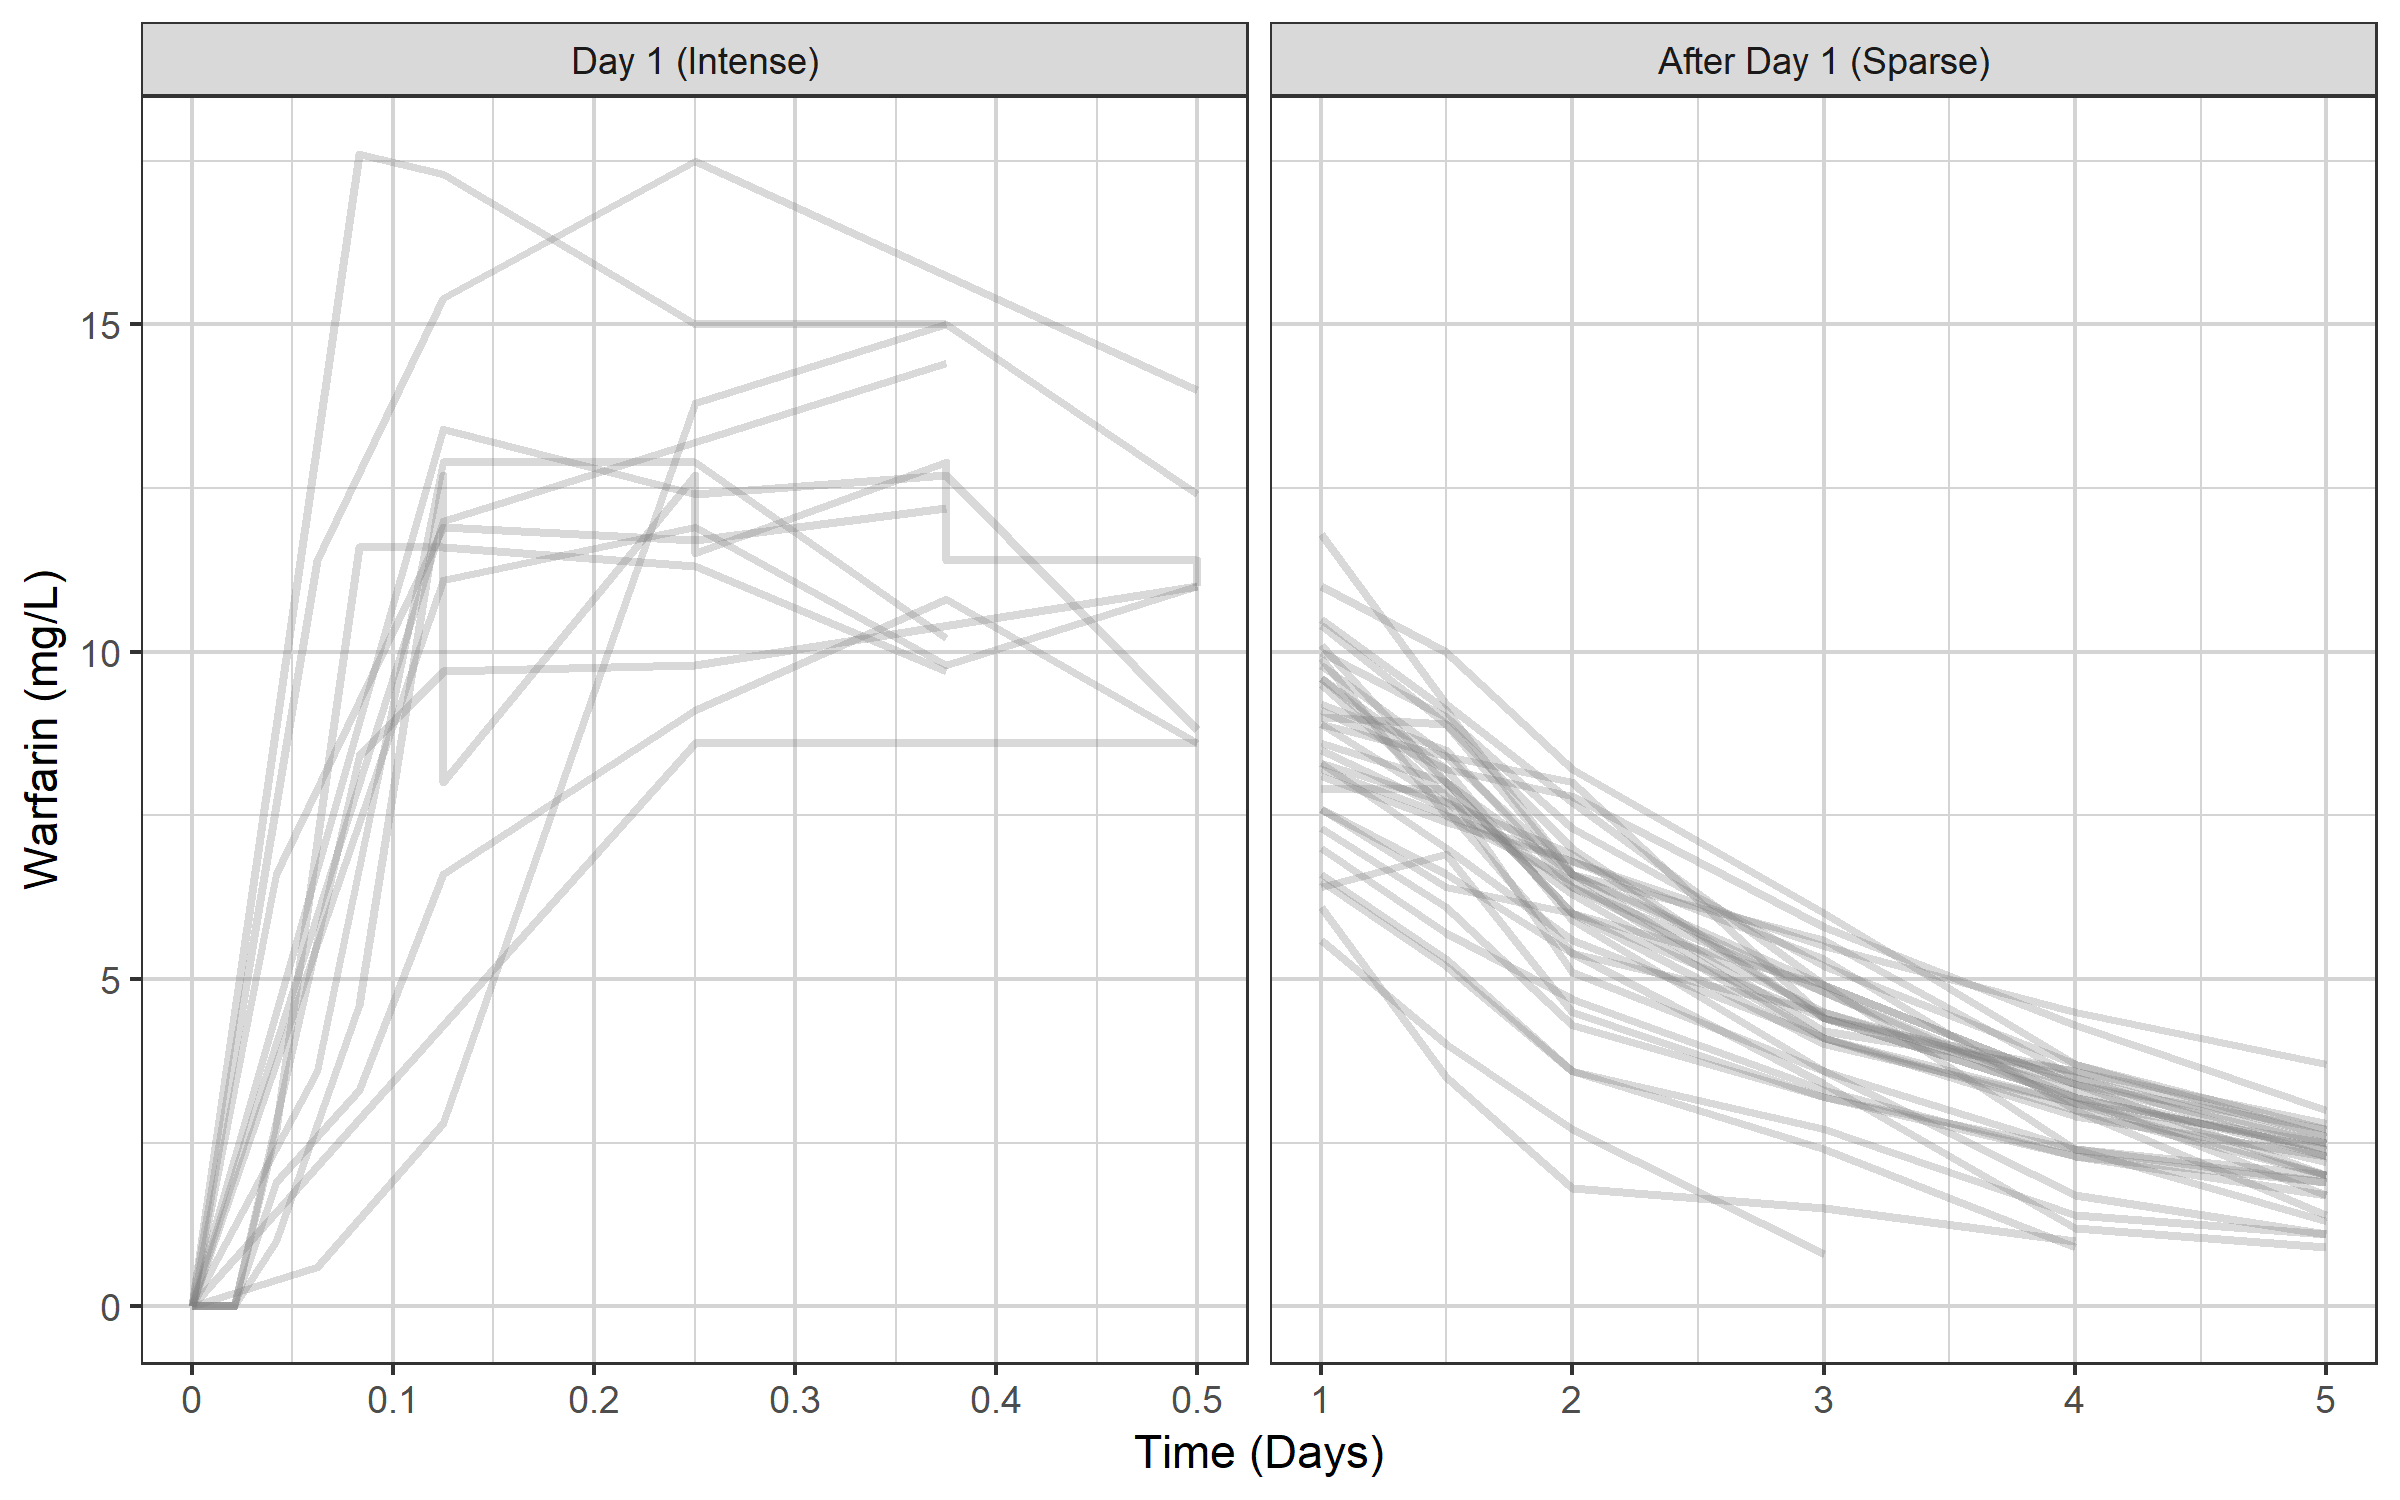 Day 1 (Intense)
After Day 1 (Sparse)
Warfarin (mg/L)
15
10
5
0
0 0.1 0.2 0.3 0.4 0.5
1 2 3 4 5
Time (Days)